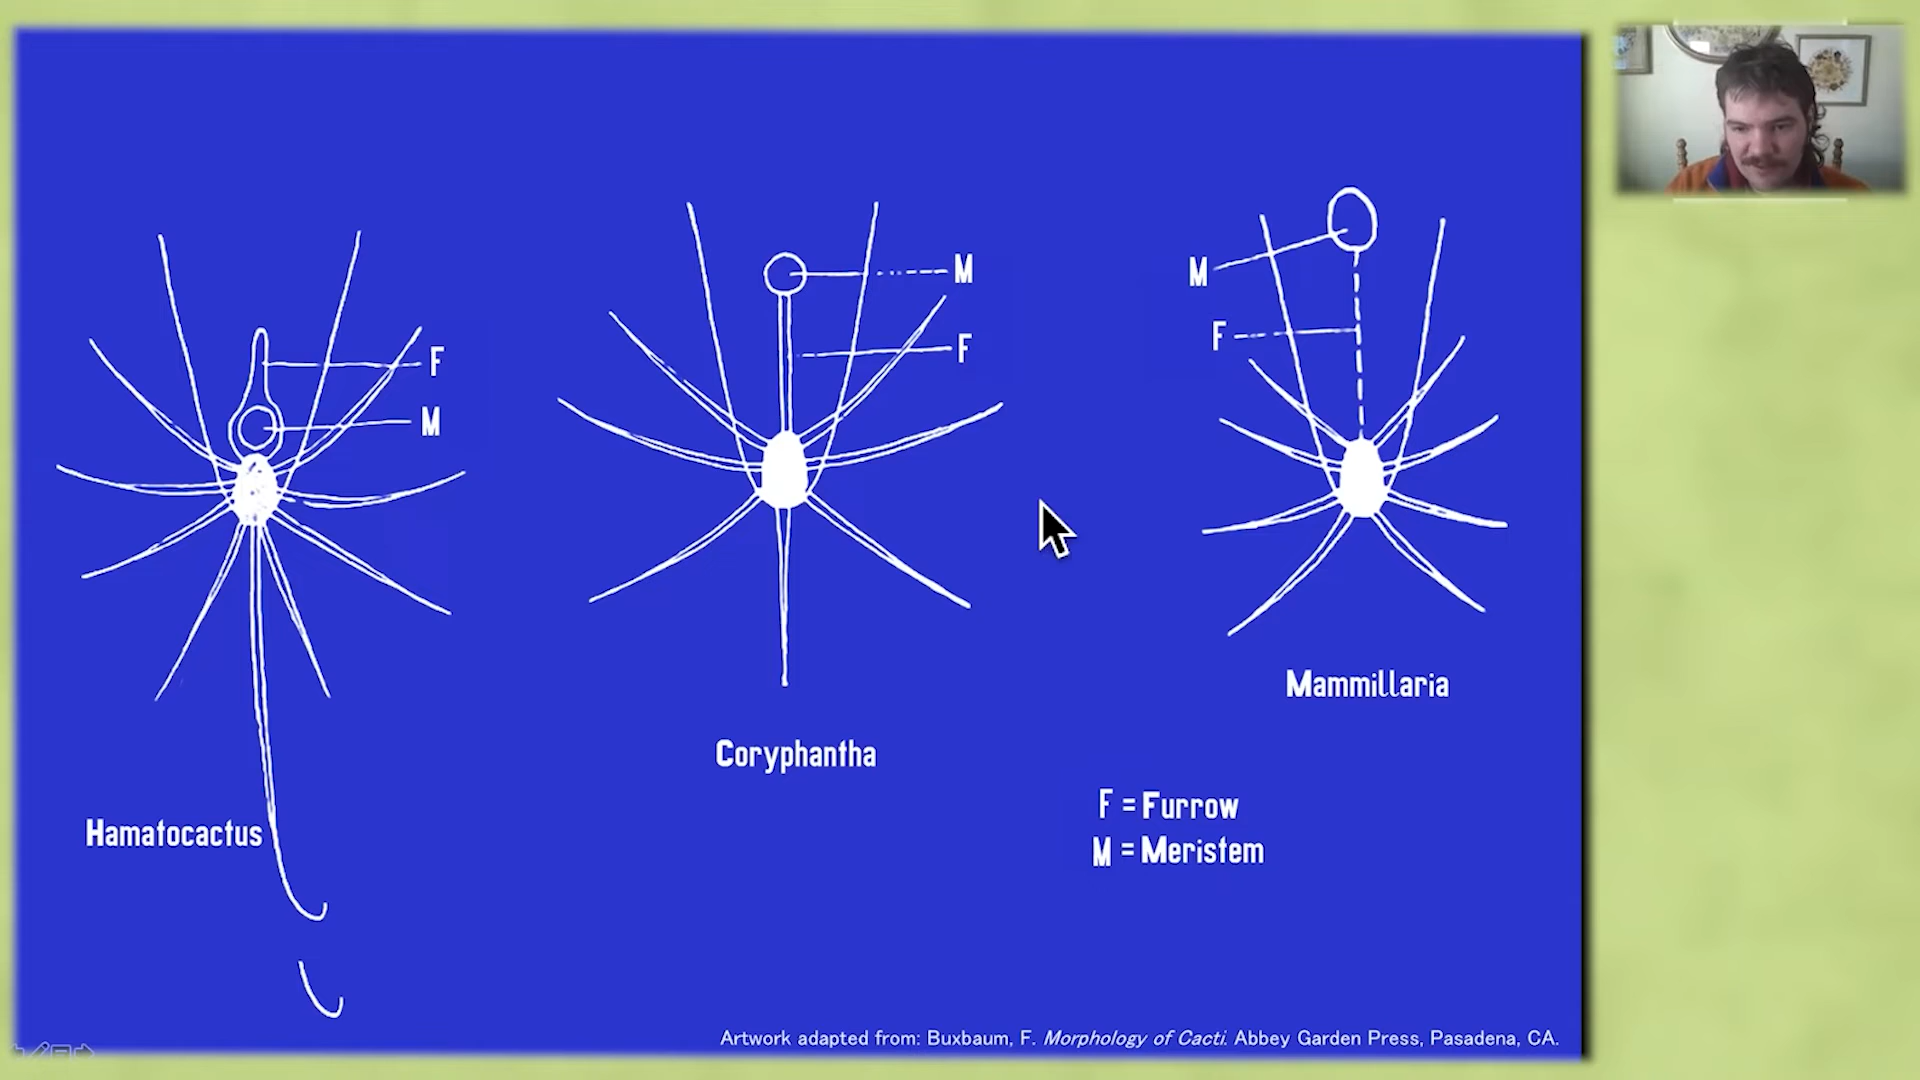 F
M
Hamatocactus
M
F
Coryphantha
M
F
Mammillaria
F = Furrow
M = Meristem
Artwork adapted from: Buxbaum, F. Morphology of Cacti. Abbey Garden Press, Pasadena, CA.